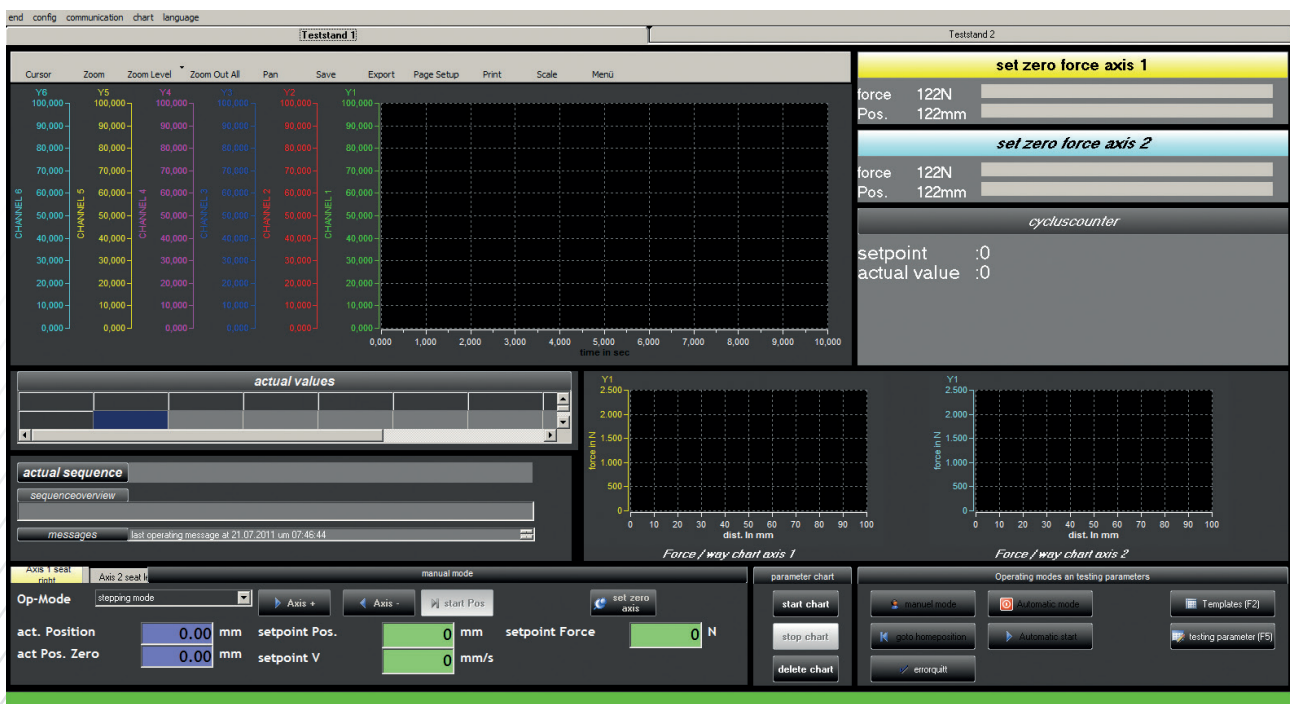 end config communication chart language
Teststand 1 Teststand 2
Cursor Zoom Zoom Level Zoom Out All Pan Save Export Page Setup Print Scale Menü
Y6 Y5 Y4 Y3 Y2 Y1
100,000 100,000 100,000 100,000 100,000 100,000
90,000 90,000 90,000 90,000 90,000 90,000
80,000 80,000 80,000 80,000 80,000 80,000
70,000 70,000 70,000 70,000 70,000 70,000
60,000 60,000 60,000 60,000 60,000 60,000
50,000 50,000 50,000 50,000 50,000 50,000
40,000 40,000 40,000 40,000 40,000 40,000
30,000 30,000 30,000 30,000 30,000 30,000
20,000 20,000 20,000 20,000 20,000 20,000
10,000 10,000 10,000 10,000 10,000 10,000
0,000 0,000 0,000 0,000 0,000 0,000
CHANNEL 6 CHANNEL 5 CHANNEL 4 CHANNEL 3 CHANNEL 2 CHANNEL 1
0,000 1,000 2,000 3,000 4,000 5,000 6,000 7,000 8,000 9,000 10,000
time in sec
set zero force axis 1
force 122N
Pos. 122mm
set zero force axis 2
force 122N
Pos. 122mm
cycluscounter
setpoint :0
actual value :0
actual values
actual sequence
sequenceoverview
messages last operating message at 21.07.2011 um 07:46:44
Y1
2.500
2.000
1.500
1.000
500
0
force in N
0 10 20 30 40 50 60 70 80 90 100
dist. In mm
Force / way chart axis 1
Y1
2.500
2.000
1.500
1.000
500
0
force in N
0 10 20 30 40 50 60 70 80 90 100
dist. In mm
Force / way chart axis 2
Axis 1 seat
right
Axis 2 seat
manual mode
Op-Mode stepping mode Axis + Axis - start Pos set zero
axis
act. Position 0.00 mm setpoint Pos. 0 mm setpoint Force 0 N
act Pos. Zero 0.00 mm setpoint V 0 mm/s
parameter chart
start chart
stop chart
delete chart
Operating modes an testing parameters
manuel mode Automatic mode Templates (F2)
goto homeposition Automatic start testing parameter (F5)
errorquitt